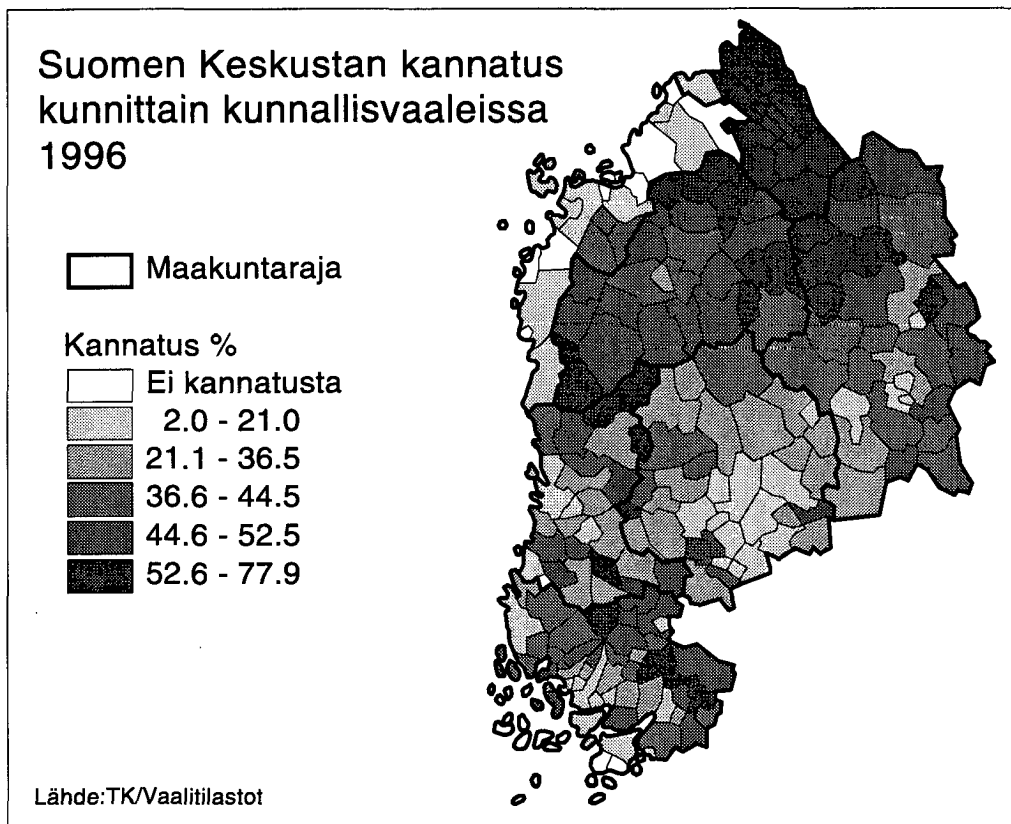 Suomen Keskustan kannatus
kunnittain kunnallisvaaleissa
1996
Maakuntaraja
Kannatus %
Ei kannatusta
2.0 - 21.0
21.1 - 36.5
36.6 - 44.5
44.6 - 52.5
52.6 - 77.9
Lähde:TK/Vaalitilastot